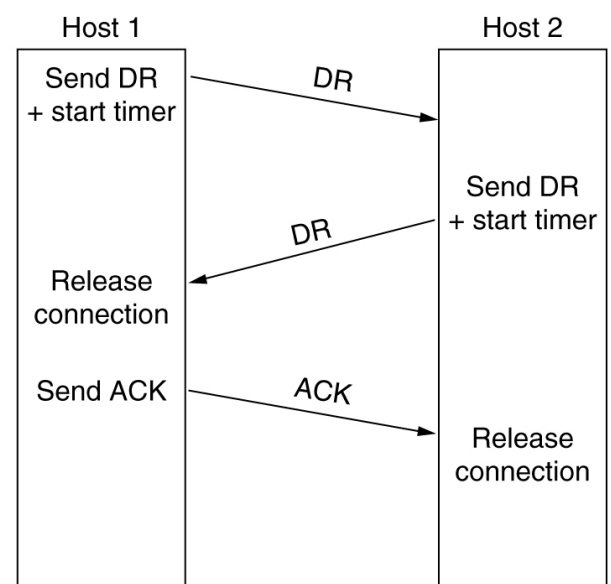 Host 1
Host 2
Send DR
+ start timer
DR
Send DR
+ start timer
DR
Release
connection
Send ACK
ACK
Release
connection